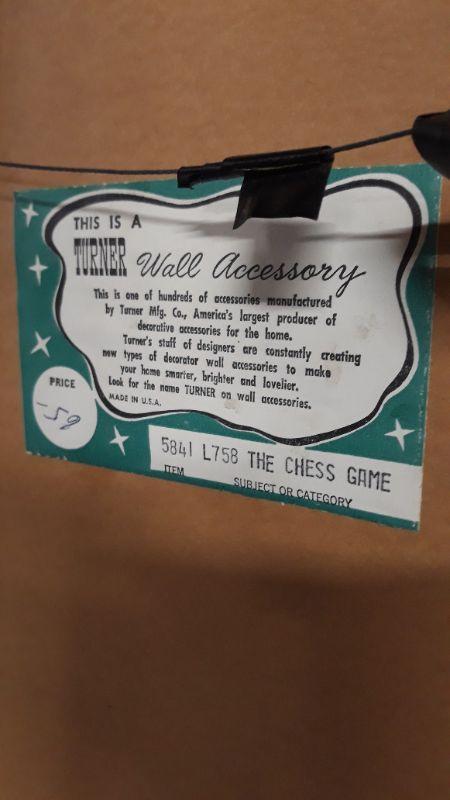 THIS IS A
TURNER Wall Accessory
This is one of hundreds of accessories manufactured
by Turner Mfg. Co., America's largest producer of
decorative accessories for the home.
Turner's staff of designers are constantly creating
new types of decorator wall accessories to make
your home smarter, brighter and lovelier.
Look for the name TURNER on wall accessories.
MADE IN U.S.A.
PRICE
5841 L758 THE CHESS GAME
ITEM SUBJECT OR CATEGORY